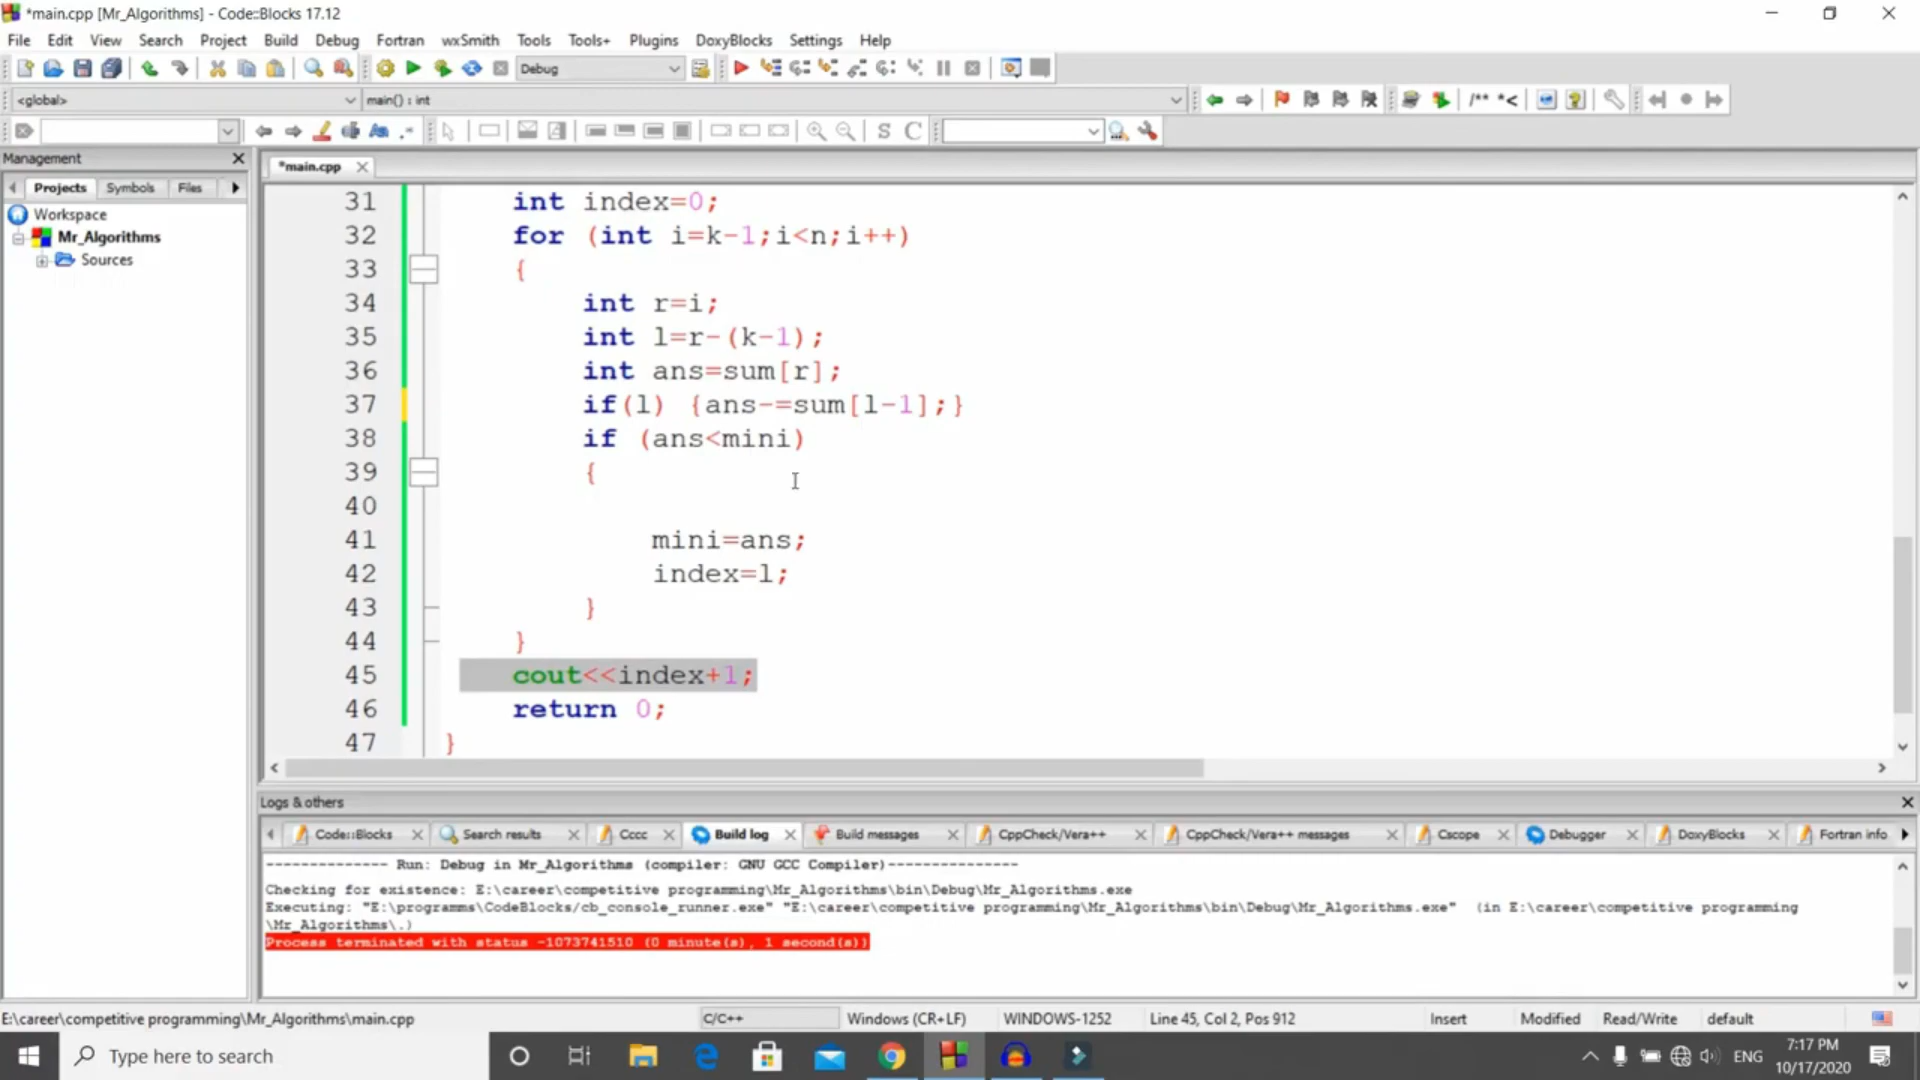 *main.cpp [Mr_Algorithms] - Code::Blocks 17.12
File Edit View Search Project Build Debug Fortran wxSmith Tools Tools+ Plugins DoxyBlocks Settings Help
Debug
<global> main() : int /** *<
.* S C
Management
*main.cpp
Projects Symbols Files
Workspace
Mr_Algorithms
Sources
31 int index=0;
32 for (int i=k-1;i<n;i++)
33 {
34 int r=i;
35 int l=r-(k-1);
36 int ans=sum[r];
37 if(l) {ans-=sum[l-1];}
38 if (ans<mini)
39 {
40
41 mini=ans;
42 index=l;
43 }
44 }
45 cout<<index+1;
46 return 0;
47 }
Logs & others
Code::Blocks Search results Cccc Build log Build messages CppCheck/Vera++ CppCheck/Vera++ messages Cscope Debugger DoxyBlocks Fortran info
-------------- Run: Debug in Mr_Algorithms (compiler: GNU GCC Compiler)---------------
Checking for existence: E:\career\competitive programming\Mr_Algorithms\bin\Debug\Mr_Algorithms.exe
Executing: "E:\programms\CodeBlocks/cb_console_runner.exe" "E:\career\competitive programming\Mr_Algorithms\bin\Debug\Mr_Algorithms.exe" (in E:\career\competitive programming
\Mr_Algorithms\.)
Process terminated with status -1073741510 (0 minute(s), 1 second(s))
E:\career\competitive programming\Mr_Algorithms\main.cpp C/C++ Windows (CR+LF) WINDOWS-1252 Line 45, Col 2, Pos 912 Insert Modified Read/Write default
Type here to search
ENG
7:17 PM
10/17/2020